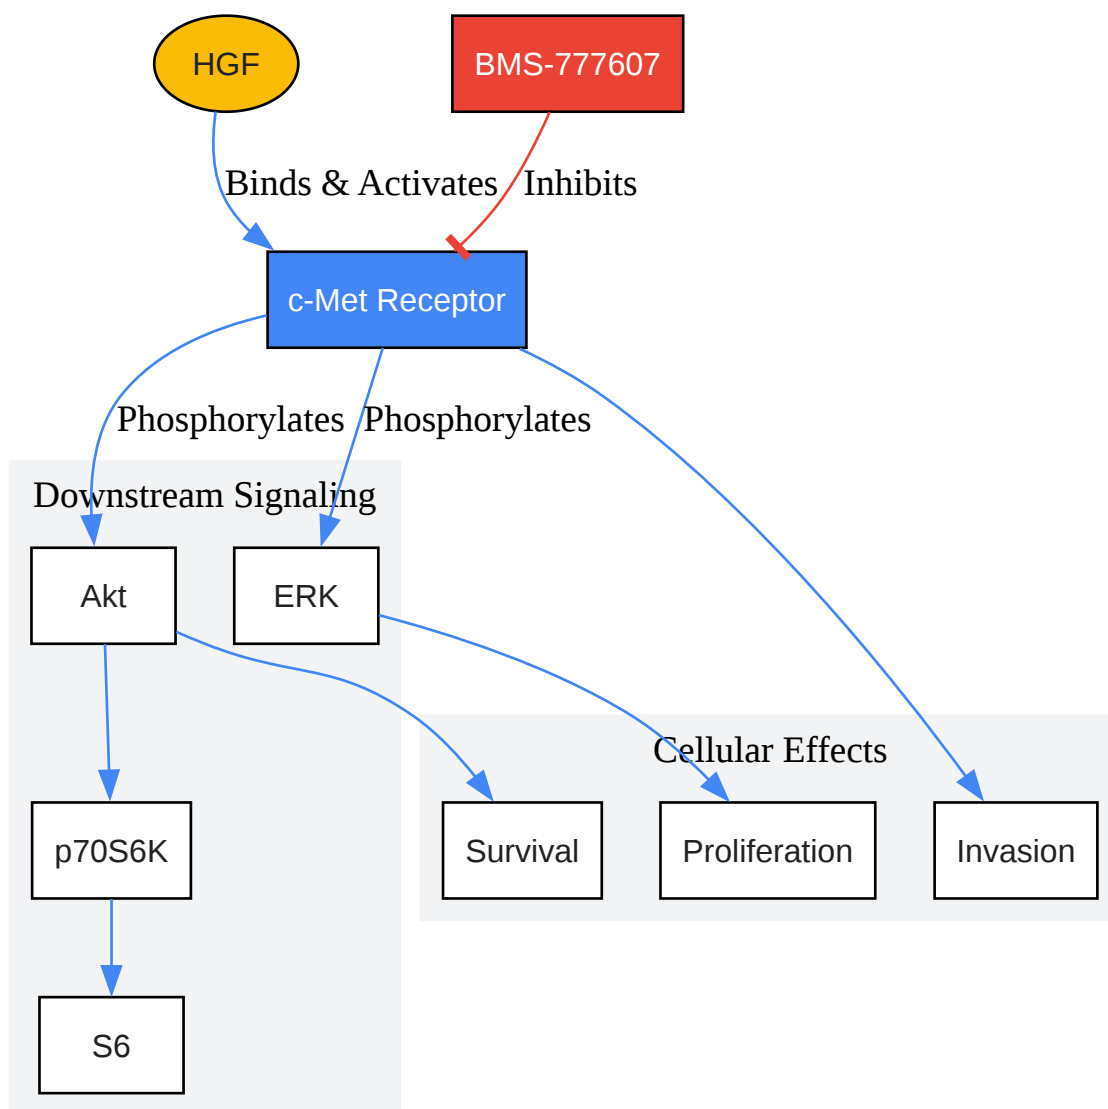 HGF
BMS-777607
Binds & Activates
Inhibits
c-Met Receptor
Phosphorylates
Phosphorylates
Downstream Signaling
Akt
ERK
Cellular Effects
p70S6K
Survival
Proliferation
Invasion
S6